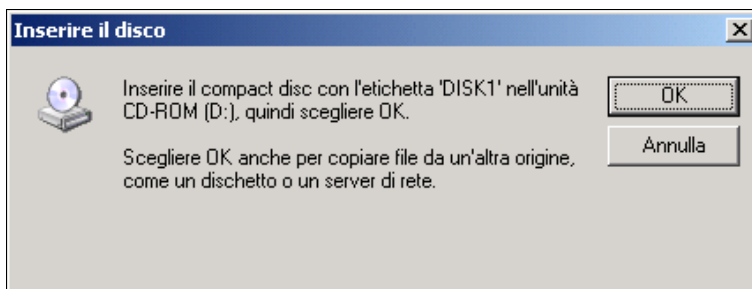 Inserire il disco
Inserire il compact disc con l'etichetta 'DISK1' nell'unità
CD-ROM (D:), quindi scegliere OK.
Scegliere OK anche per copiare file da un'altra origine,
come un dischetto o un server di rete.
OK
Annulla